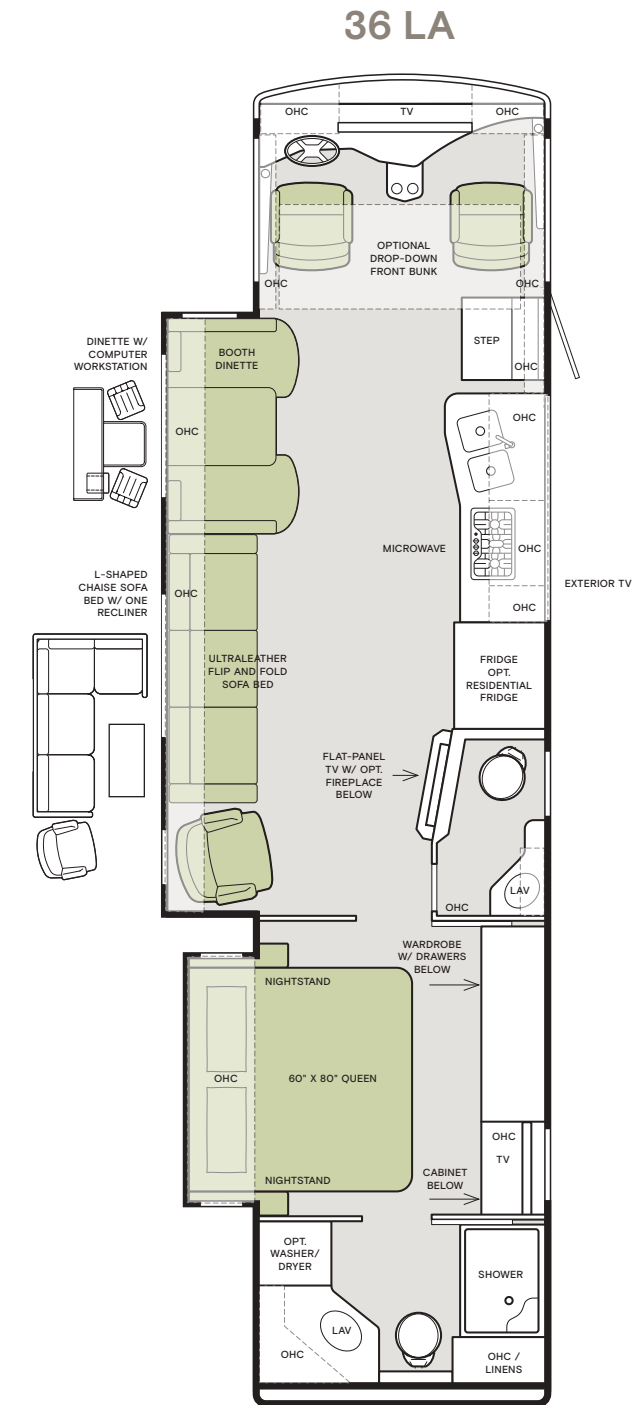 36 LA
OHC
TV
OHC
OPTIONAL
DROP-DOWN
FRONT BUNK
OHC
OHC
STEP
OHC
DINETTE W/
COMPUTER
WORKSTATION
BOOTH
DINETTE
OHC
OHC
MICROWAVE
OHC
EXTERIOR TV
OHC
L-SHAPED
CHAISE SOFA
BED W/ ONE
RECLINER
OHC
ULTRALEATHER
FLIP AND FOLD
SOFA BED
FRIDGE
OPT.
RESIDENTIAL
FRIDGE
FLAT-PANEL
TV W/ OPT.
FIREPLACE
BELOW
LAV
OHC
WARDROBE
W/ DRAWERS
BELOW
NIGHTSTAND
OHC
60" X 80" QUEEN
OHC
TV
CABINET
BELOW
NIGHTSTAND
OPT.
WASHER/
DRYER
SHOWER
LAV
OHC
OHC /
LINENS